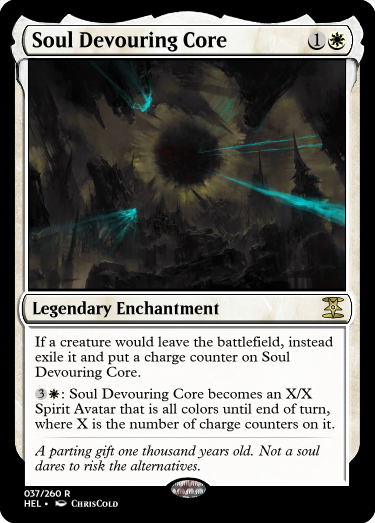 Soul Devouring Core 1
Legendary Enchantment
If a creature would leave the battlefield, instead
exile it and put a charge counter on Soul
Devouring Core.
3 : Soul Devouring Core becomes an X/X
Spirit Avatar that is all colors until end of turn,
where X is the number of charge counters on it.
A parting gift one thousand years old. Not a soul
dares to risk the alternatives.
037/260 R
HEL • ChrisCold